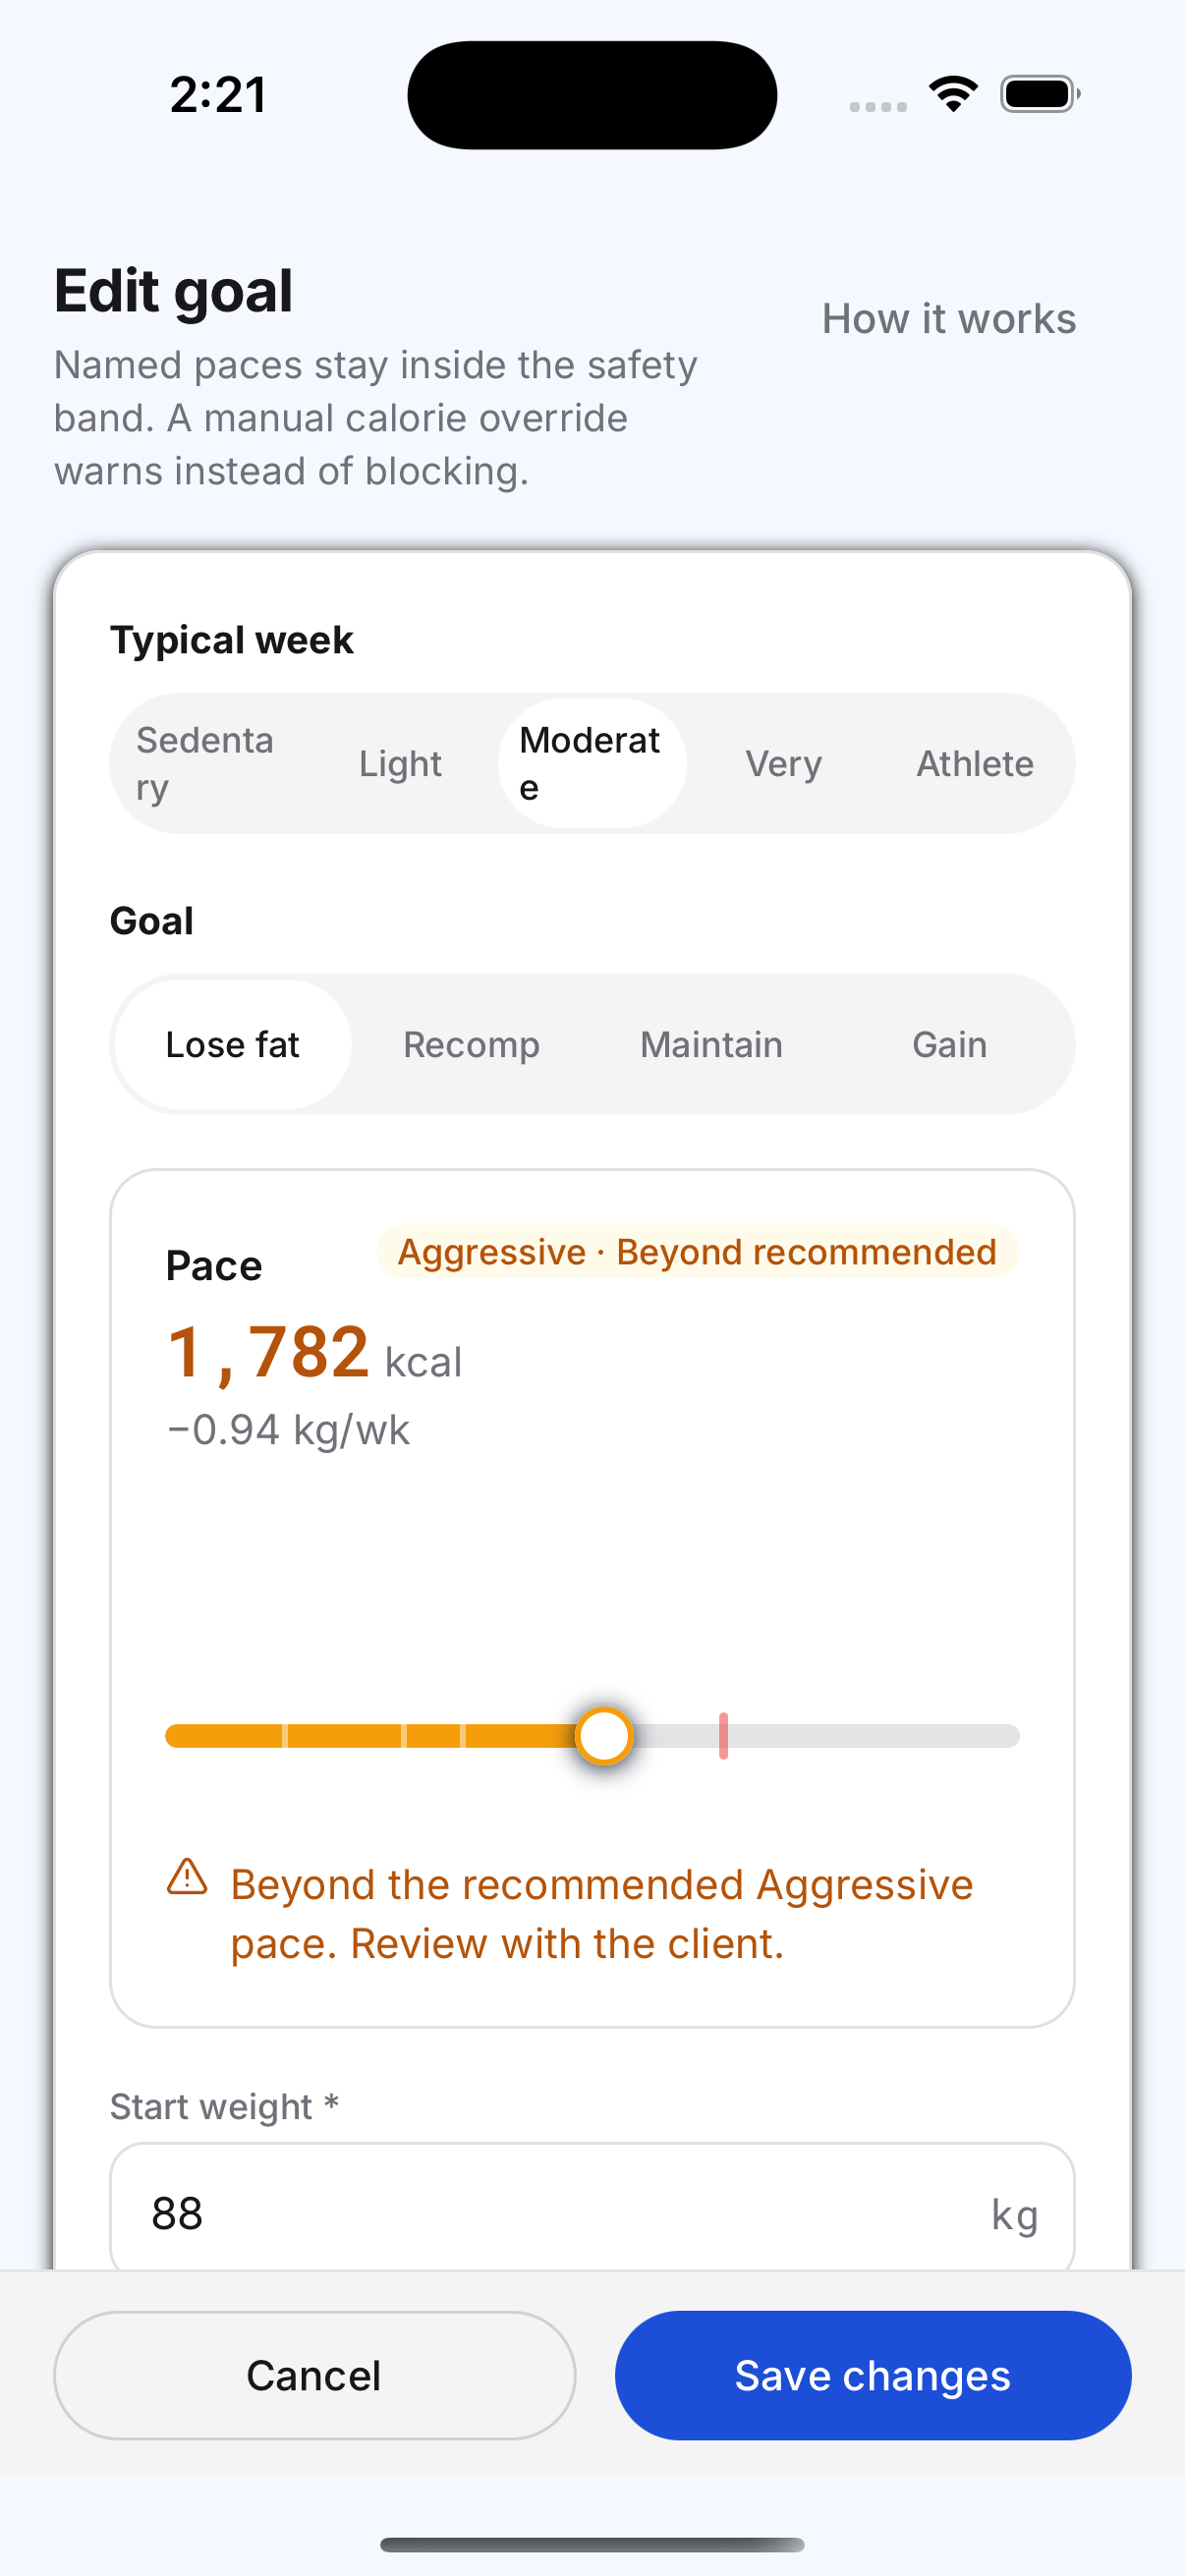 2:21
Edit goal
How it works
Named paces stay inside the safety
band. A manual calorie override
warns instead of blocking.
Typical week
Sedenta
ry
Light
Moderat
e
Very
Athlete
Goal
Lose fat
Recomp
Maintain
Gain
Pace
Aggressive · Beyond recommended
1,782 kcal
−0.94 kg/wk
Beyond the recommended Aggressive
pace. Review with the client.
Start weight *
88
kg
Cancel
Save changes